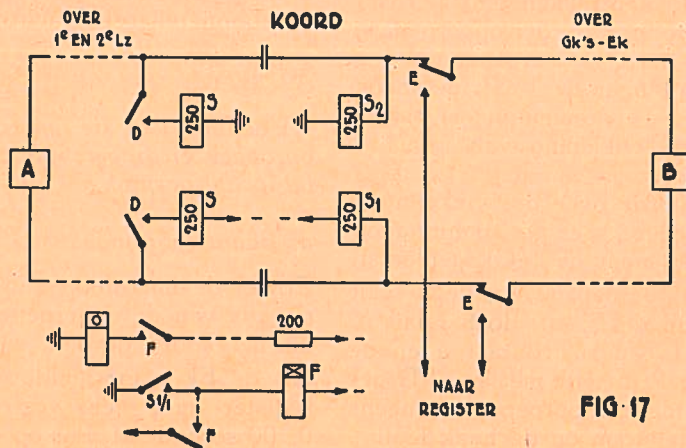 OVER
1e EN 2e Lz
KOORD
OVER
Gk's-Ek
A
D
250
S
250
S2
E
B
D
250
S
250
S1
E
O
F
200
S1/1
F
F
NAAR
REGISTER
FIG·17